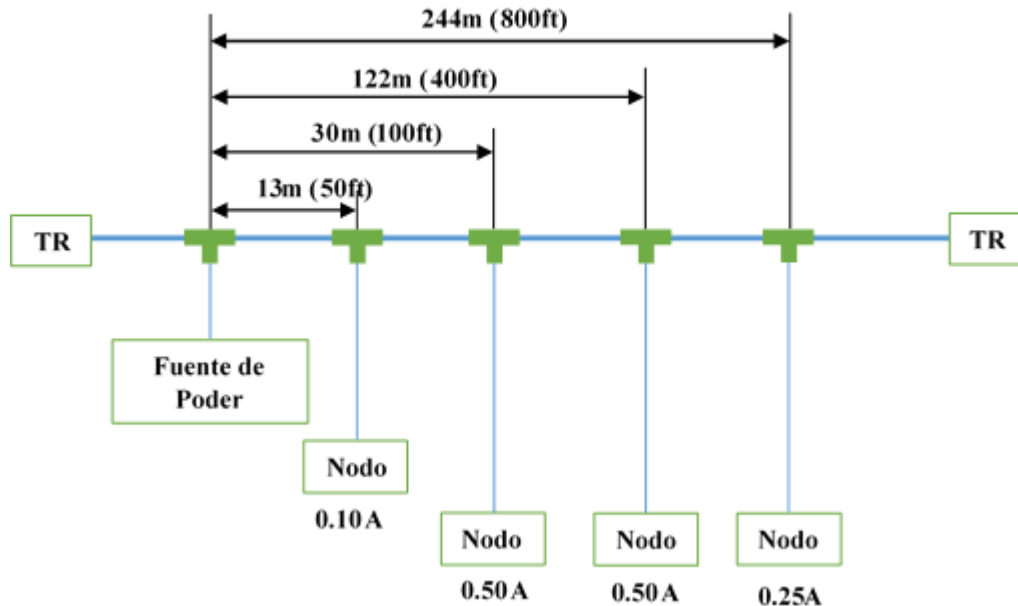 244m (800ft)
122m (400ft)
30m (100ft)
13m (50ft)
TR
TR
Fuente de
Poder
Nodo
0.10 A
Nodo
0.50 A
Nodo
0.50 A
Nodo
0.25A